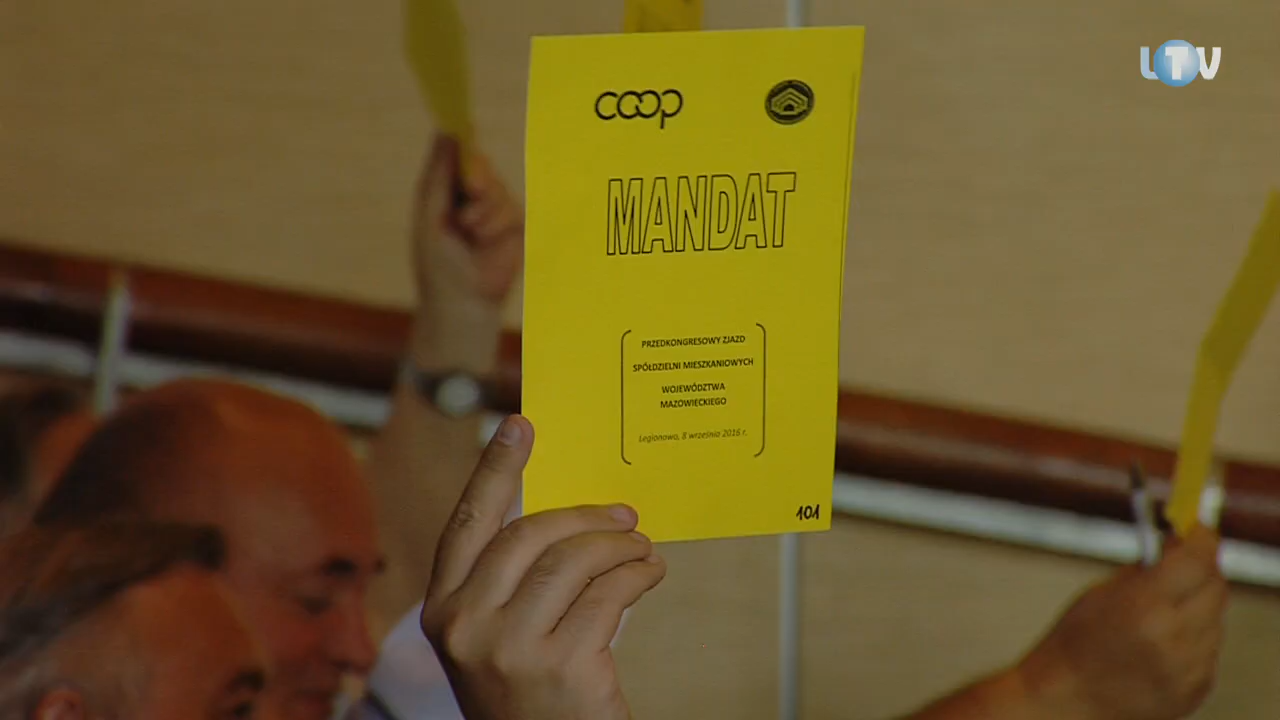 LTV
coop
MANDAT
PRZEDKONGRESOWY ZJAZD
SPÓŁDZIELNI MIESZKANIOWYCH
WOJEWÓDZTWA
MAZOWIECKIEGO
Legionowo, 8 września 2016 r.
101